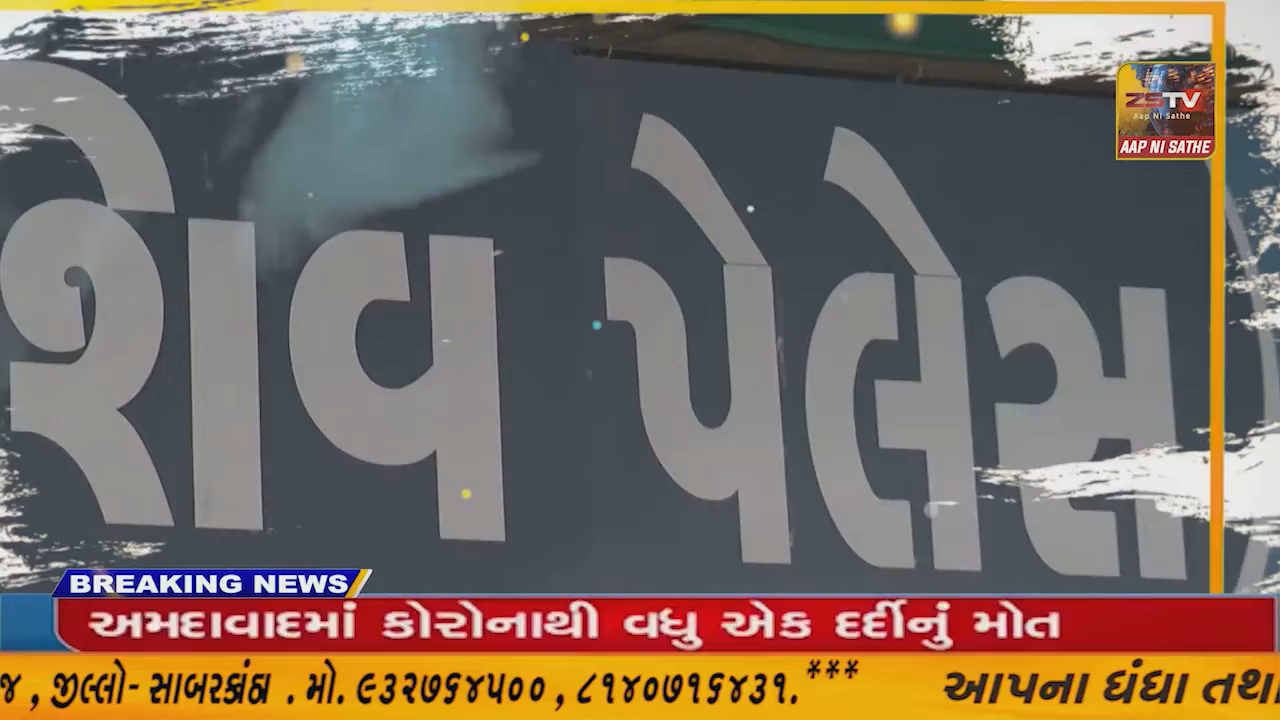 શિવ પેલેસ
ZSTV
Aap Ni Sathe
AAP NI SATHE
BREAKING NEWS
અમદાવાદમાં કોરોનાથી વધુ એક દર્દીનું મોત
જ , જીલ્લો- સાબરકાંઠા . મો. ૯૩૨૭૬૪૫૦૦ , ૮૧૪૦૭૧૬૪૩૧. *** આપના ધંધા તથા